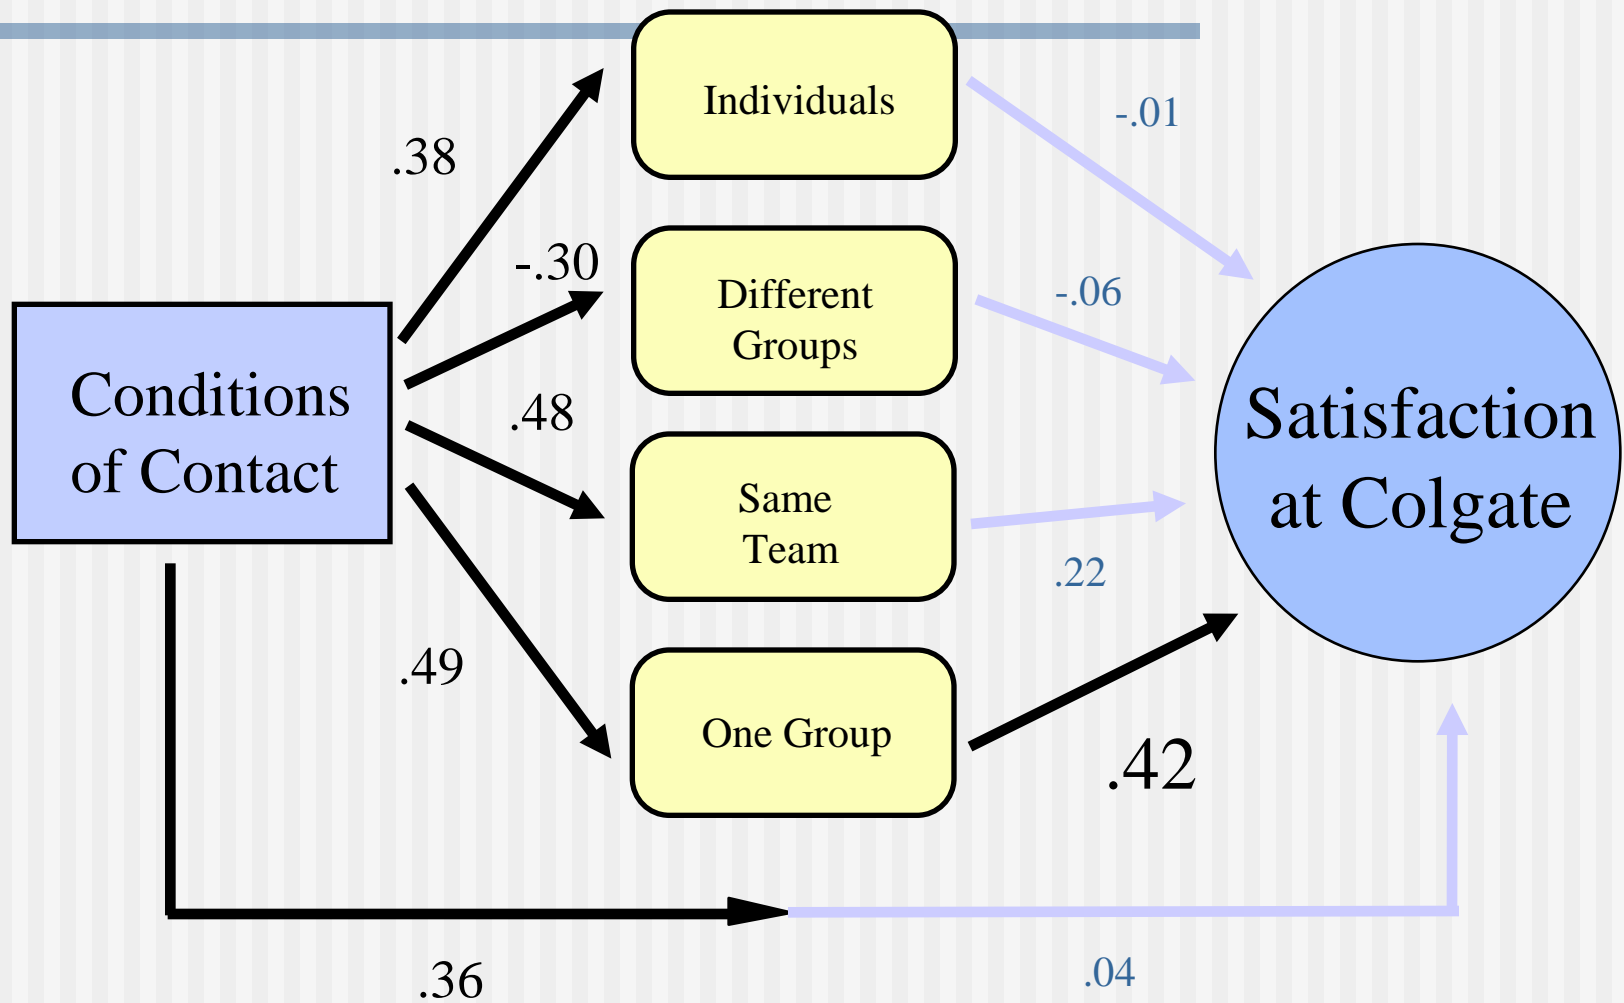 Individuals
-.01
.38
-.30
Different
Groups
-.06
Conditions
of Contact
.48
Satisfaction
at Colgate
Same
Team
.22
.49
One Group
.42
.36
.04